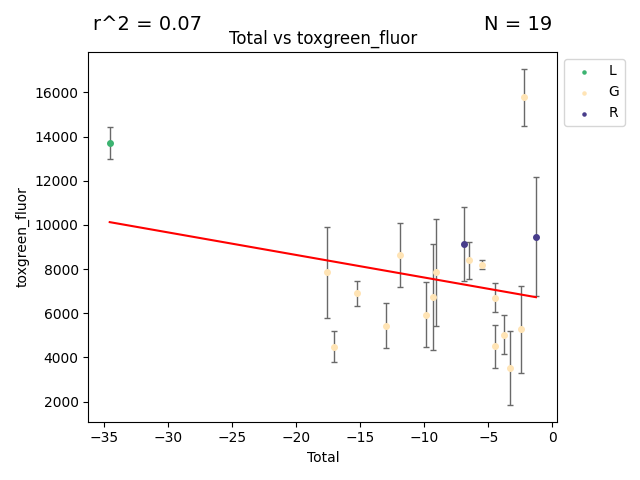 r^2 = 0.07
N = 19
Total vs toxgreen_fluor
L
G
R
16000
14000
12000
10000
8000
6000
4000
2000
toxgreen_fluor
−35
−30
−25
−20
−15
−10
−5
0
Total